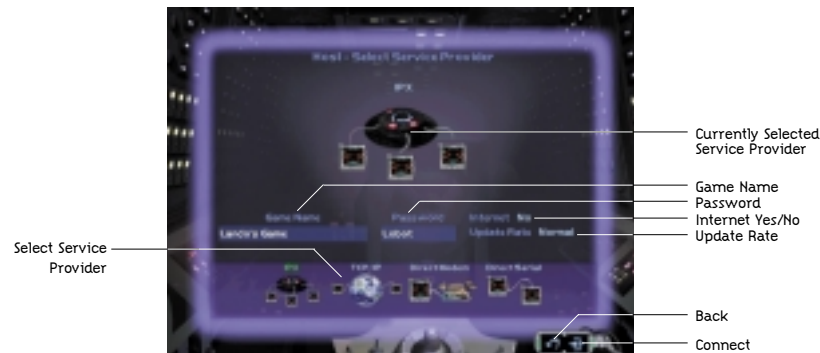 Host - Select Service Provider
IPX
Currently Selected
Service Provider
Game Name
Password
Internet Yes/No
Update Rate
Game Name Password Internet No
Lando's Game Lobot Update Rate Normal
Select Service
Provider
IPX TCP/IP Direct Modem Direct Serial
Back
Connect